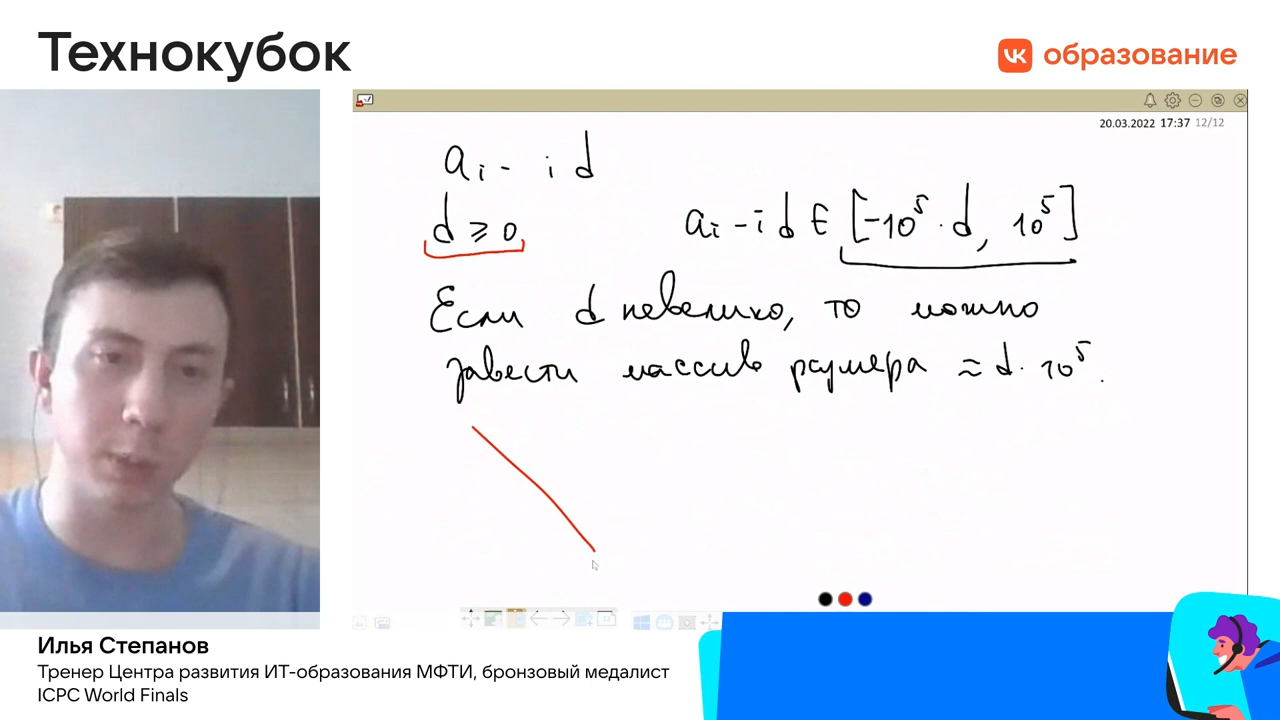 Технокубок
образование
20.03.2022 17:37 12/12
aᵢ - i d
d ⩾ 0
aᵢ - i d ∈ [-10⁵ · d, 10⁵]
Если d невелико, то можно
завести массив размера ≈ d · 10⁵.
Илья Степанов
Тренер Центра развития ИТ-образования МФТИ, бронзовый медалист
ICPC World Finals